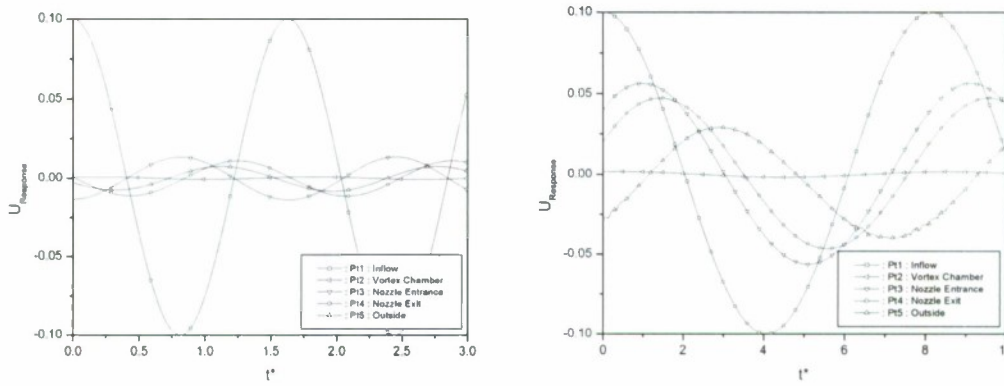 0.10
0.05
0.00
-0.05
-0.10
U Response
: Pt1 : Inflow
: Pt2 : Vortex Chamber
: Pt3 : Nozzle Entrance
: Pt4 : Nozzle Exit
: Pt5 : Outside
0.0 0.5 1.0 1.5 2.0 2.5 3.0
t*
0.10
0.05
0.00
-0.05
-0.10
U Response
: Pt1 : Inflow
: Pt2 : Vortex Chamber
: Pt3 : Nozzle Entrance
: Pt4 : Nozzle Exit
: Pt5 : Outside
0 2 4 6 8 10
t*